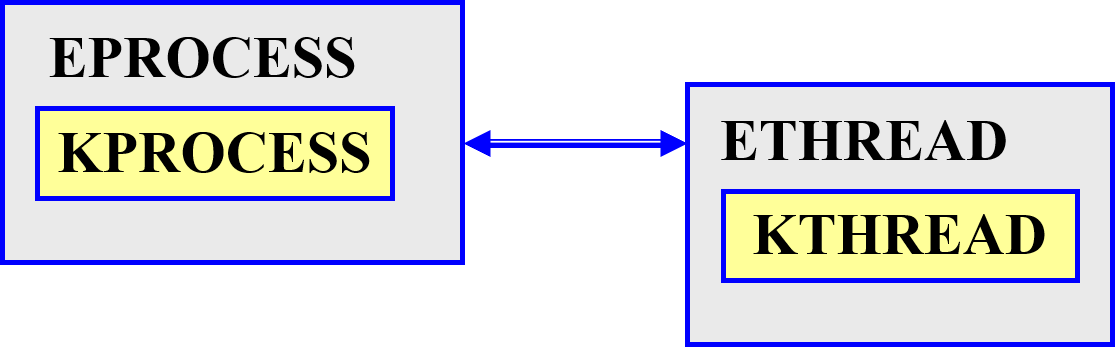 EPROCESS
KPROCESS
ETHREAD
KTHREAD